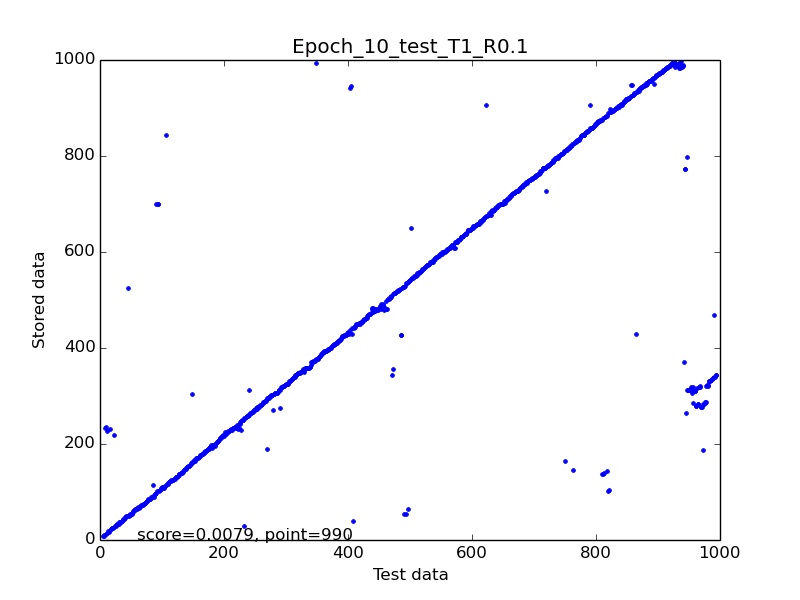 Epoch_10_test_T1_R0.1
1000
800
600
400
200
0
Stored data
score=0.0079, point=990
0 200 400 600 800 1000
Test data